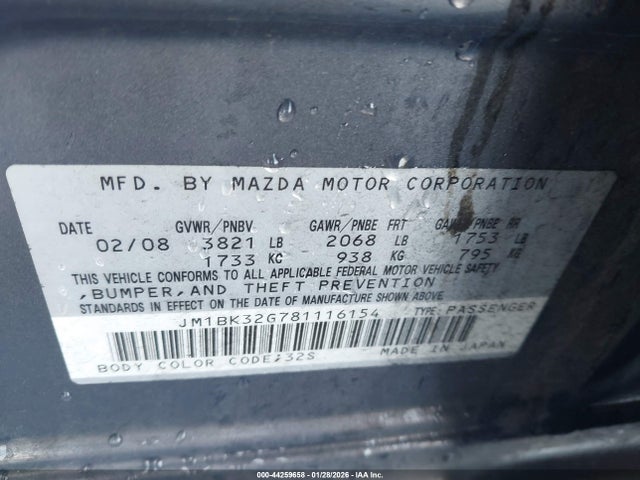 MFD. BY MAZDA MOTOR CORPORATION
DATE GVWR/PNBV GAWR/PNBE FRT GAWR/PNBE RR
02/08 3821 LB 2068 LB 1753 LB
1733 KG 938 KG 795 KG
THIS VEHICLE CONFORMS TO ALL APPLICABLE FEDERAL MOTOR VEHICLE SAFETY
,BUMPER,AND THEFT PREVENTION
STANDARDS IN EFFECT ON THE DATE OF MANUFACTURE SHOWN ABOVE.
JM1BK32G781116154 TYPE: PASSENGER
BODY COLOR CODE;32S MADE IN JAPAN
000-44259658 - 01/28/2026 - IAA Inc.